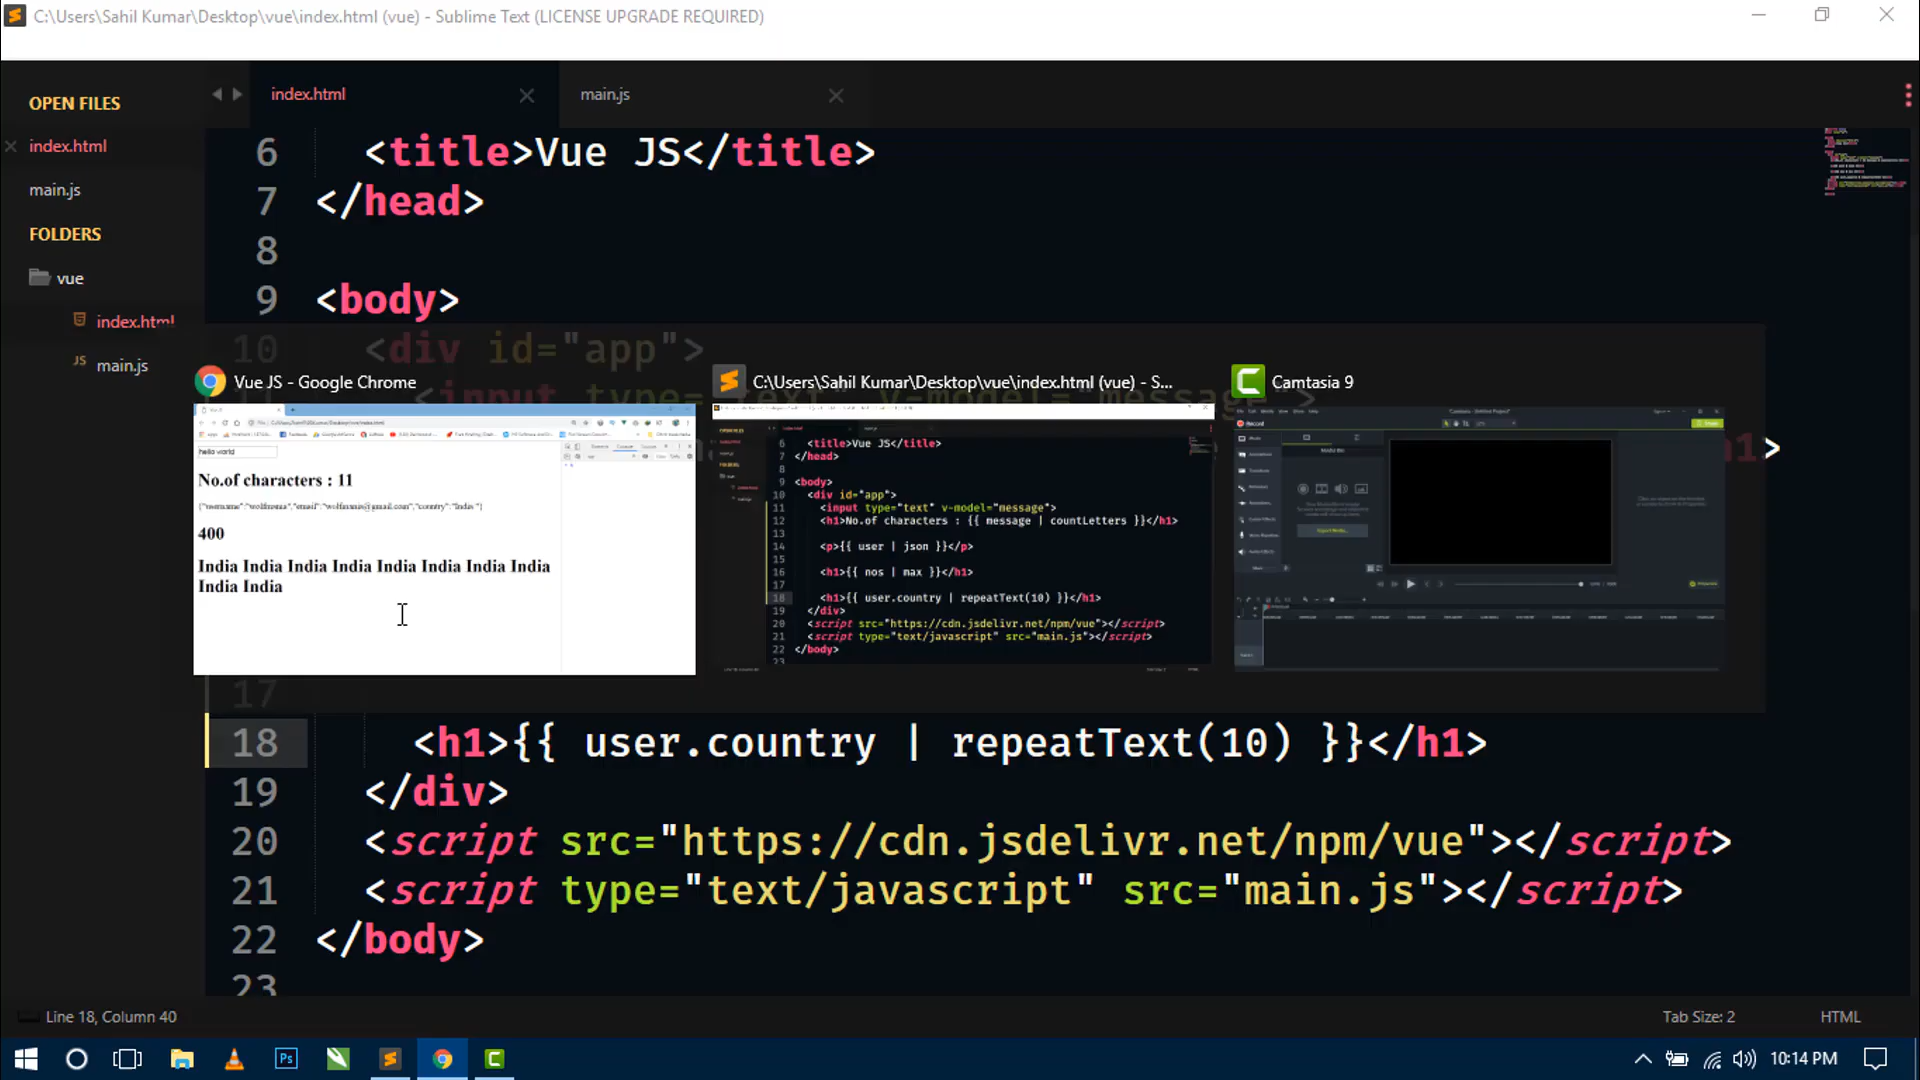 C:\Users\Sahil Kumar\Desktop\vue\index.html (vue) - Sublime Text (LICENSE UPGRADE REQUIRED)
OPEN FILES
index.html
main.js
FOLDERS
vue
index.html
JS main.js
index.html
main.js
6 <title>Vue JS</title>
7 </head>
8
9 <body>
10 <div id="app">
<input type="text" v-model="message">
Vue JS - Google Chrome
C:\Users\Sahil Kumar\Desktop\vue\index.html (vue) - S...
Camtasia 9
hello world
No.of characters : 11
400
India India India India India India India India
India India
6 <title>Vue JS</title>
7 </head>
8
9 <body>
10 <div id="app">
11 <input type="text" v-model="message">
12 <h1>No.of characters : {{ message | countLetters }}</h1>
13
14 <p>{{ user | json }}</p>
15
16 <h1>{{ nos | max }}</h1>
17
18 <h1>{{ user.country | repeatText(10) }}</h1>
19 </div>
20 <script src="https://cdn.jsdelivr.net/npm/vue"></script>
21 <script type="text/javascript" src="main.js"></script>
22 </body>
23
17
18 <h1>{{ user.country | repeatText(10) }}</h1>
19 </div>
20 <script src="https://cdn.jsdelivr.net/npm/vue"></script>
21 <script type="text/javascript" src="main.js"></script>
22 </body>
23
Line 18, Column 40
Tab Size: 2
HTML
Ps
10:14 PM